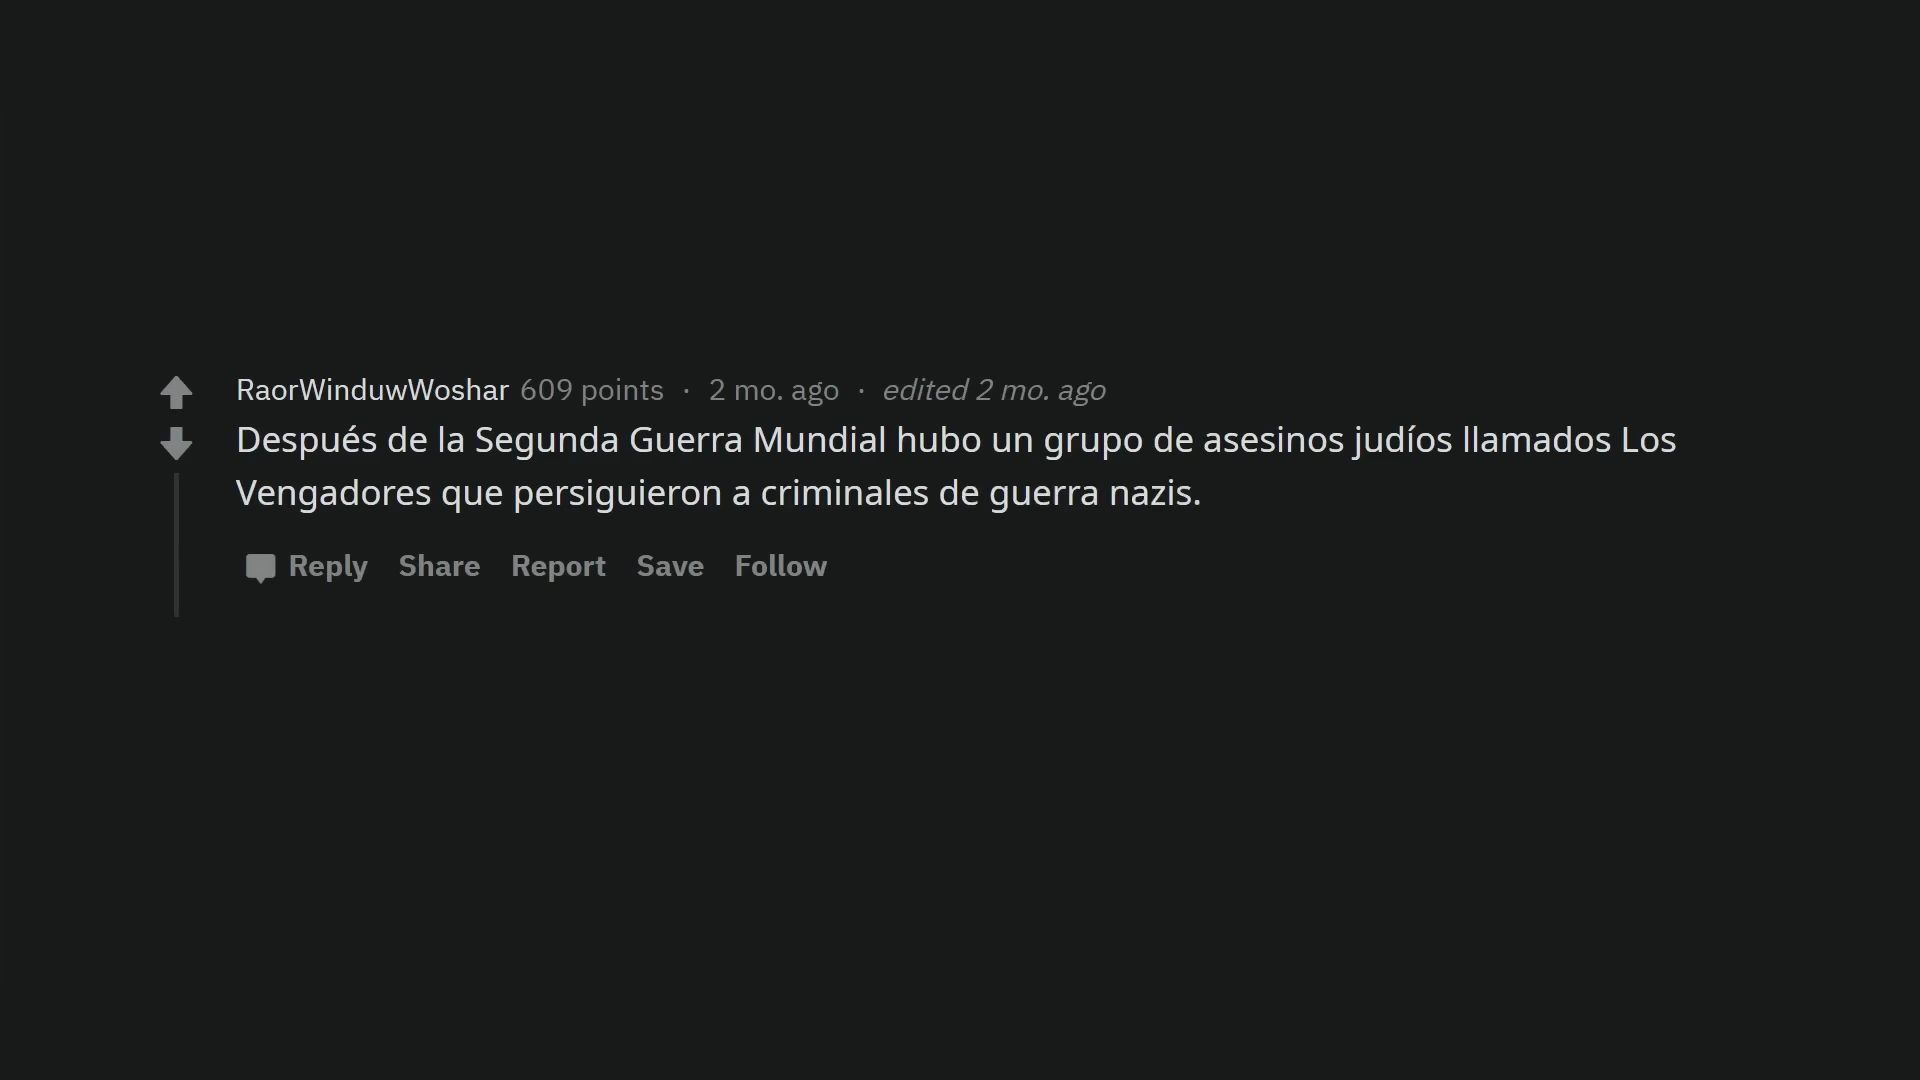 RaorWinduwWoshar 609 points · 2 mo. ago · edited 2 mo. ago
Después de la Segunda Guerra Mundial hubo un grupo de asesinos judíos llamados Los
Vengadores que persiguieron a criminales de guerra nazis.
Reply Share Report Save Follow